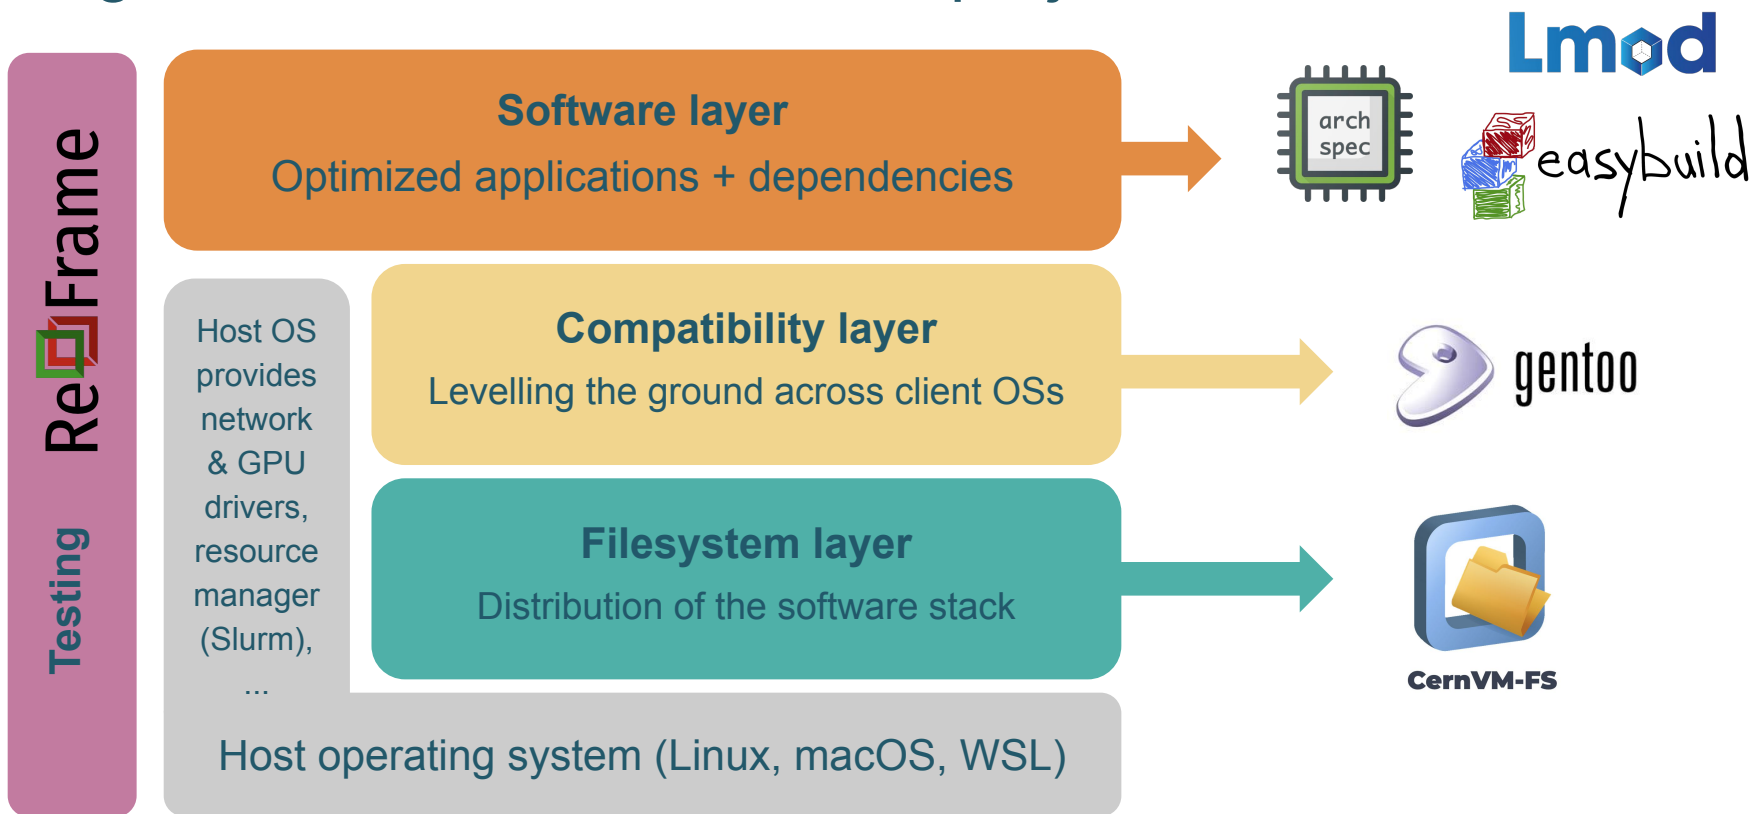 ReFrame
Testing
Software layer
Optimized applications + dependencies
Lmod
arch
spec
easybuild
Host OS
provides
network
& GPU
drivers,
resource
manager
(Slurm),
...
Compatibility layer
Levelling the ground across client OSs
gentoo
Filesystem layer
Distribution of the software stack
CernVM-FS
Host operating system (Linux, macOS, WSL)